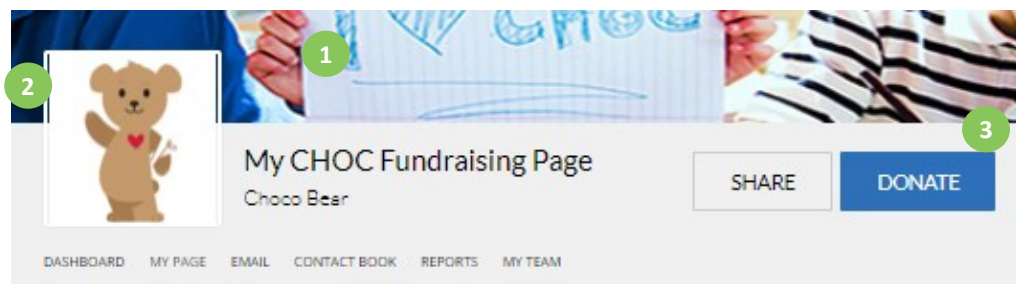 I ♡ CHOC
1
2
3
My CHOC Fundraising Page
Choco Bear
SHARE
DONATE
DASHBOARD MY PAGE EMAIL CONTACT BOOK REPORTS MY TEAM